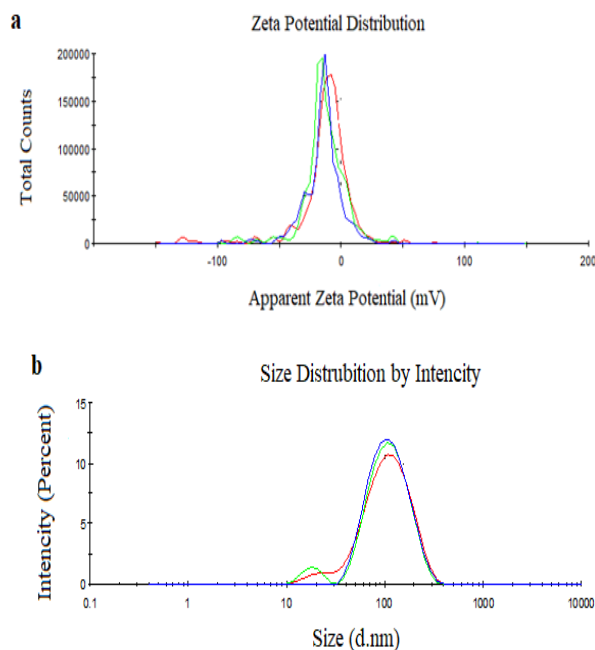 a
Zeta Potential Distribution
Total Counts
200000
150000
100000
50000
0
-100 0 100 200
Apparent Zeta Potential (mV)
b
Size Distrubition by Intencity
Intencity (Percent)
15
10
5
0
0.1 1 10 100 1000 10000
Size (d.nm)